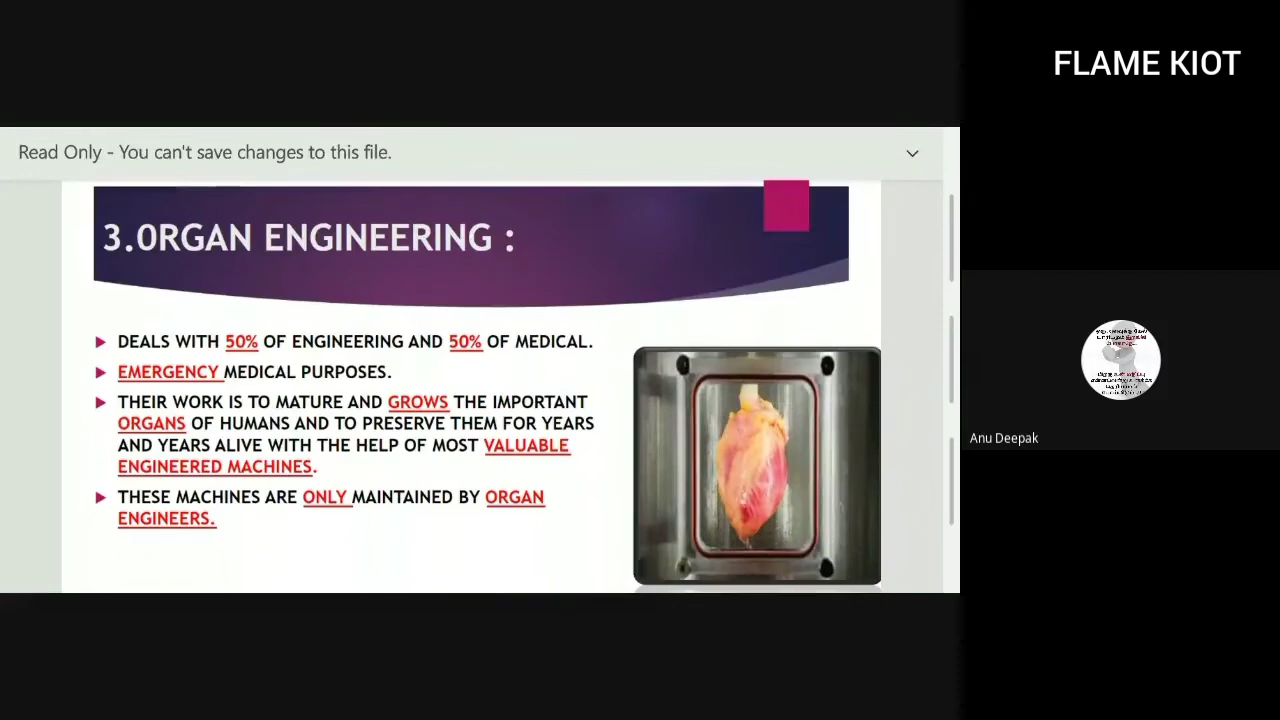 FLAME KIOT
Read Only - You can't save changes to this file.
3.0RGAN ENGINEERING :
DEALS WITH 50% OF ENGINEERING AND 50% OF MEDICAL.
EMERGENCY MEDICAL PURPOSES.
THEIR WORK IS TO MATURE AND GROWS THE IMPORTANT
ORGANS OF HUMANS AND TO PRESERVE THEM FOR YEARS
AND YEARS ALIVE WITH THE HELP OF MOST VALUABLE
ENGINEERED MACHINES.
THESE MACHINES ARE ONLY MAINTAINED BY ORGAN
ENGINEERS.
Anu Deepak